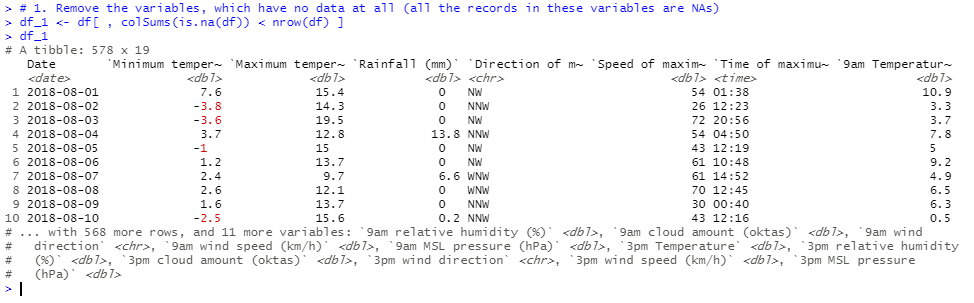 > # 1. Remove the variables, which have no data at all (all the records in these variables are NAs)
> df_1 <- df[ , colSums(is.na(df)) < nrow(df) ]
> df_1
# A tibble: 578 x 19
   Date       `Minimum temper~ `Maximum temper~ `Rainfall (mm)` `Direction of m~ `Speed of maxim~ `Time of maximu~ `9am Temperatur~
   <date>                <dbl>            <dbl>           <dbl> <chr>                       <dbl> <time>                      <dbl>
 1 2018-08-01              7.6             15.4             0   NW                             54 01:38                        10.9
 2 2018-08-02             -3.8             14.3             0   NNW                            26 12:23                         3.3
 3 2018-08-03             -3.6             19.5             0   NW                             72 20:56                         3.7
 4 2018-08-04              3.7             12.8            13.8 NNW                            54 04:50                         7.8
 5 2018-08-05             -1               15               0   NW                             43 12:19                         5
 6 2018-08-06              1.2             13.7             0   NW                             61 10:48                         9.2
 7 2018-08-07              2.4              9.7             6.6 WNW                            61 14:52                         4.9
 8 2018-08-08              2.6             12.1             0   WNW                            70 12:45                         6.5
 9 2018-08-09              1.6             13.7             0   NNW                            30 00:40                         6.3
10 2018-08-10             -2.5             15.6             0.2 NNW                            43 12:16                         0.5
# ... with 568 more rows, and 11 more variables: `9am relative humidity (%)` <dbl>, `9am cloud amount (oktas)` <dbl>, `9am wind
#   direction` <chr>, `9am wind speed (km/h)` <dbl>, `9am MSL pressure (hPa)` <dbl>, `3pm Temperature` <dbl>, `3pm relative humidity
#   (%)` <dbl>, `3pm cloud amount (oktas)` <dbl>, `3pm wind direction` <chr>, `3pm wind speed (km/h)` <dbl>, `3pm MSL pressure
#   (hPa)` <dbl>
>